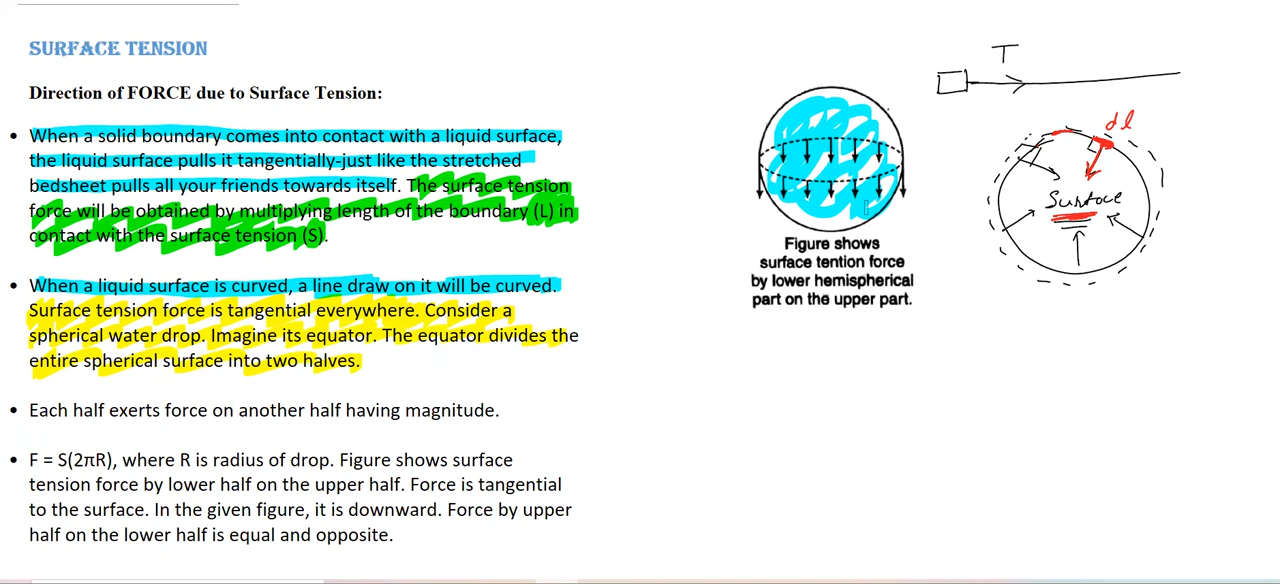 SURFACE TENSION
Direction of FORCE due to Surface Tension:
• When a solid boundary comes into contact with a liquid surface,
the liquid surface pulls it tangentially-just like the stretched
bedsheet pulls all your friends towards itself. The surface tension
force will be obtained by multiplying length of the boundary (L) in
contact with the surface tension (S).
• When a liquid surface is curved, a line draw on it will be curved.
Surface tension force is tangential everywhere. Consider a
spherical water drop. Imagine its equator. The equator divides the
entire spherical surface into two halves.
• Each half exerts force on another half having magnitude.
• F = S(2πR), where R is radius of drop. Figure shows surface
tension force by lower half on the upper half. Force is tangential
to the surface. In the given figure, it is downward. Force by upper
half on the lower half is equal and opposite.
Figure shows
surface tention force
by lower hemispherical
part on the upper part.
T
dl
Surface